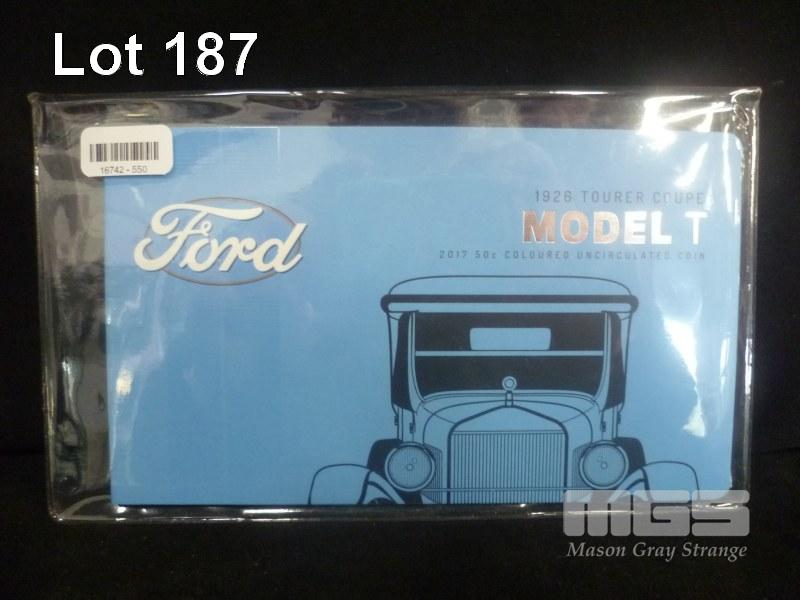 Lot 187
16742 - 550
Ford
1926 TOURER COUPE
MODEL T
2017 50c COLOURED UNCIRCULATED COIN
MGS
Mason Gray Strange